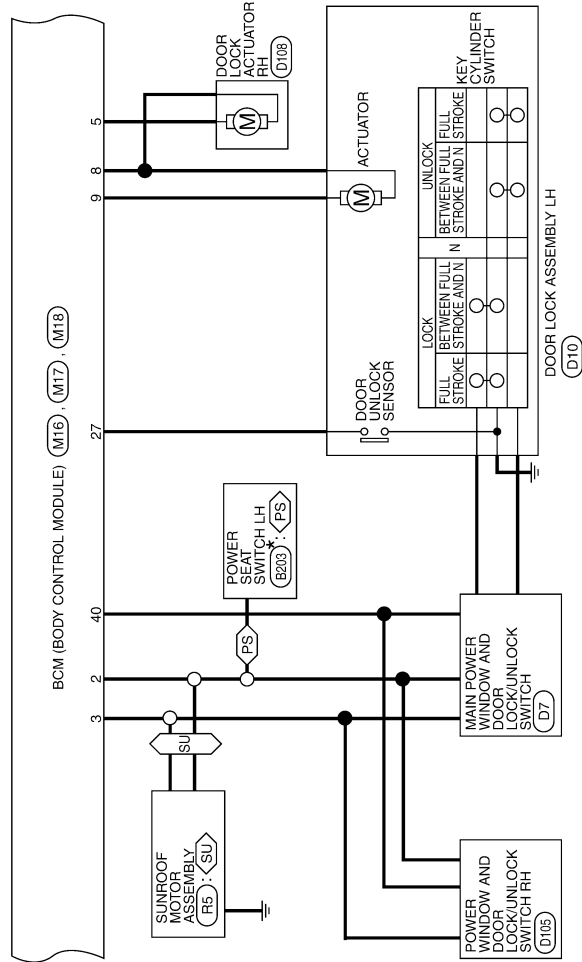 BCM (BODY CONTROL MODULE) M16 , M17 , M18
3
2
40
27
9
8
5
SUNROOF
MOTOR
ASSEMBLY
R5 : SU
SU
PS
POWER
SEAT
SWITCH LH
*
B203 : PS
DOOR
LOCK
ACTUATOR
RH
D108
M
ACTUATOR
M
DOOR
UNLOCK
SENSOR
LOCK
N
UNLOCK
FULL
STROKE
BETWEEN FULL
STROKE AND N
BETWEEN FULL
STROKE AND N
FULL
STROKE
KEY
CYLINDER
SWITCH
DOOR LOCK ASSEMBLY LH
D10
POWER
WINDOW AND
DOOR
LOCK/UNLOCK
SWITCH RH
D105
MAIN POWER
WINDOW AND
DOOR
LOCK/UNLOCK
SWITCH
D7